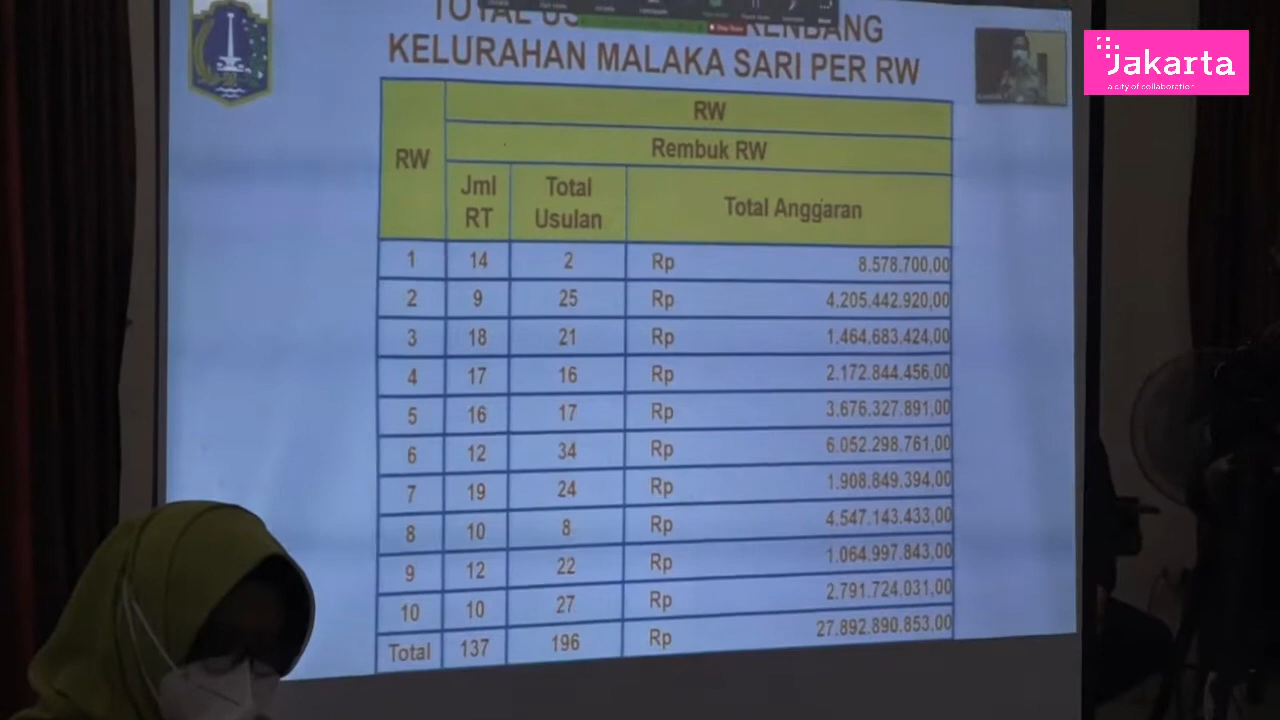 KELURAHAN MALAKA SARI PER RW
Jakarta
a city of collaboration
RW
RW
Rembuk RW
Jml RT
Total Usulan
Total Anggaran
1 14 2 Rp 8.578.700,00
2 9 25 Rp 4.205.442.920,00
3 18 21 Rp 1.464.683.424,00
4 17 16 Rp 2.172.844.456,00
5 16 17 Rp 3.676.327.891,00
6 12 34 Rp 6.052.298.761,00
7 19 24 Rp 1.908.849.394,00
8 10 8 Rp 4.547.143.433,00
9 12 22 Rp 1.064.997.843,00
10 10 27 Rp 2.791.724.031,00
Total 137 196 Rp 27.892.890.853,00